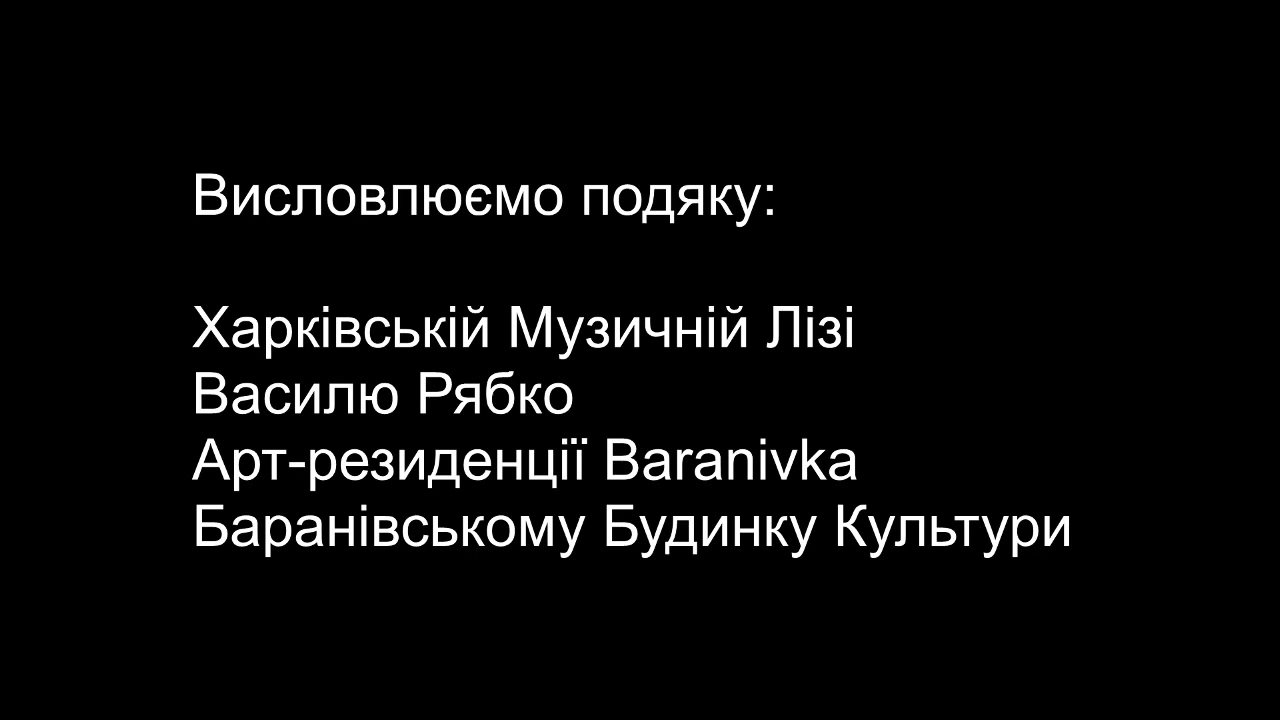 Висловлюємо подяку:
Харківській Музичній Лізі
Василю Рябко
Арт-резиденції Baranivka
Баранівському Будинку Культури